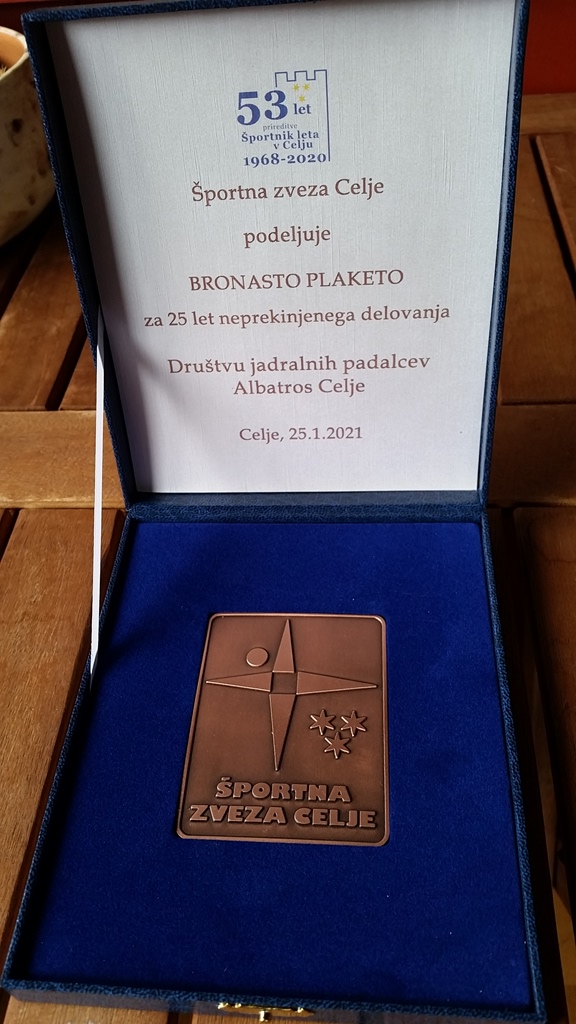 53 let
prireditve
Športnik leta
v Celju
1968-2020
Športna zveza Celje
podeljuje
BRONASTO PLAKETO
za 25 let neprekinjenega delovanja
Društvu jadralnih padalcev
Albatros Celje
Celje, 25.1.2021
ŠPORTNA
ZVEZA CELJE